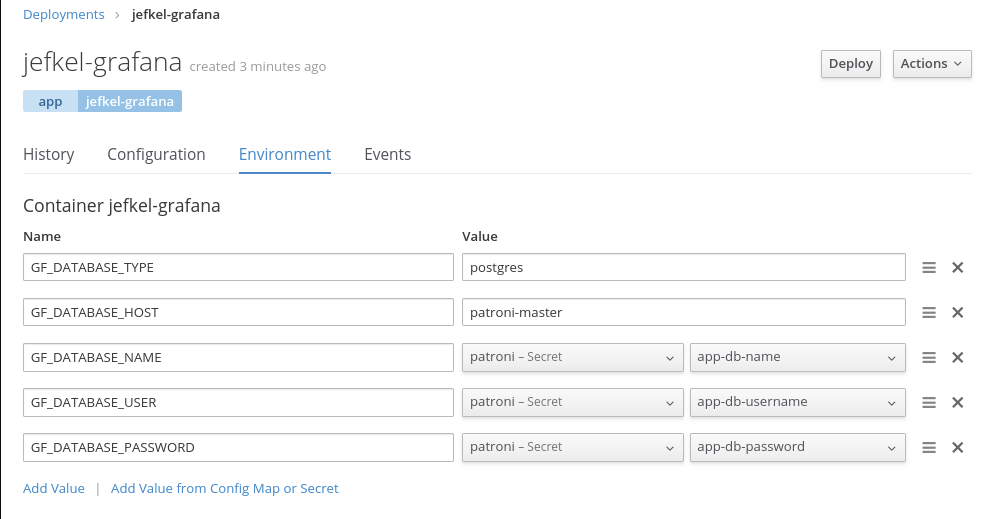 Deployments › jefkel-grafana
jefkel-grafana created 3 minutes ago
Deploy
Actions
app jefkel-grafana
History Configuration Environment Events
Container jefkel-grafana
Name Value
GF_DATABASE_TYPE postgres
GF_DATABASE_HOST patroni-master
GF_DATABASE_NAME patroni – Secret app-db-name
GF_DATABASE_USER patroni – Secret app-db-username
GF_DATABASE_PASSWORD patroni – Secret app-db-password
Add Value | Add Value from Config Map or Secret